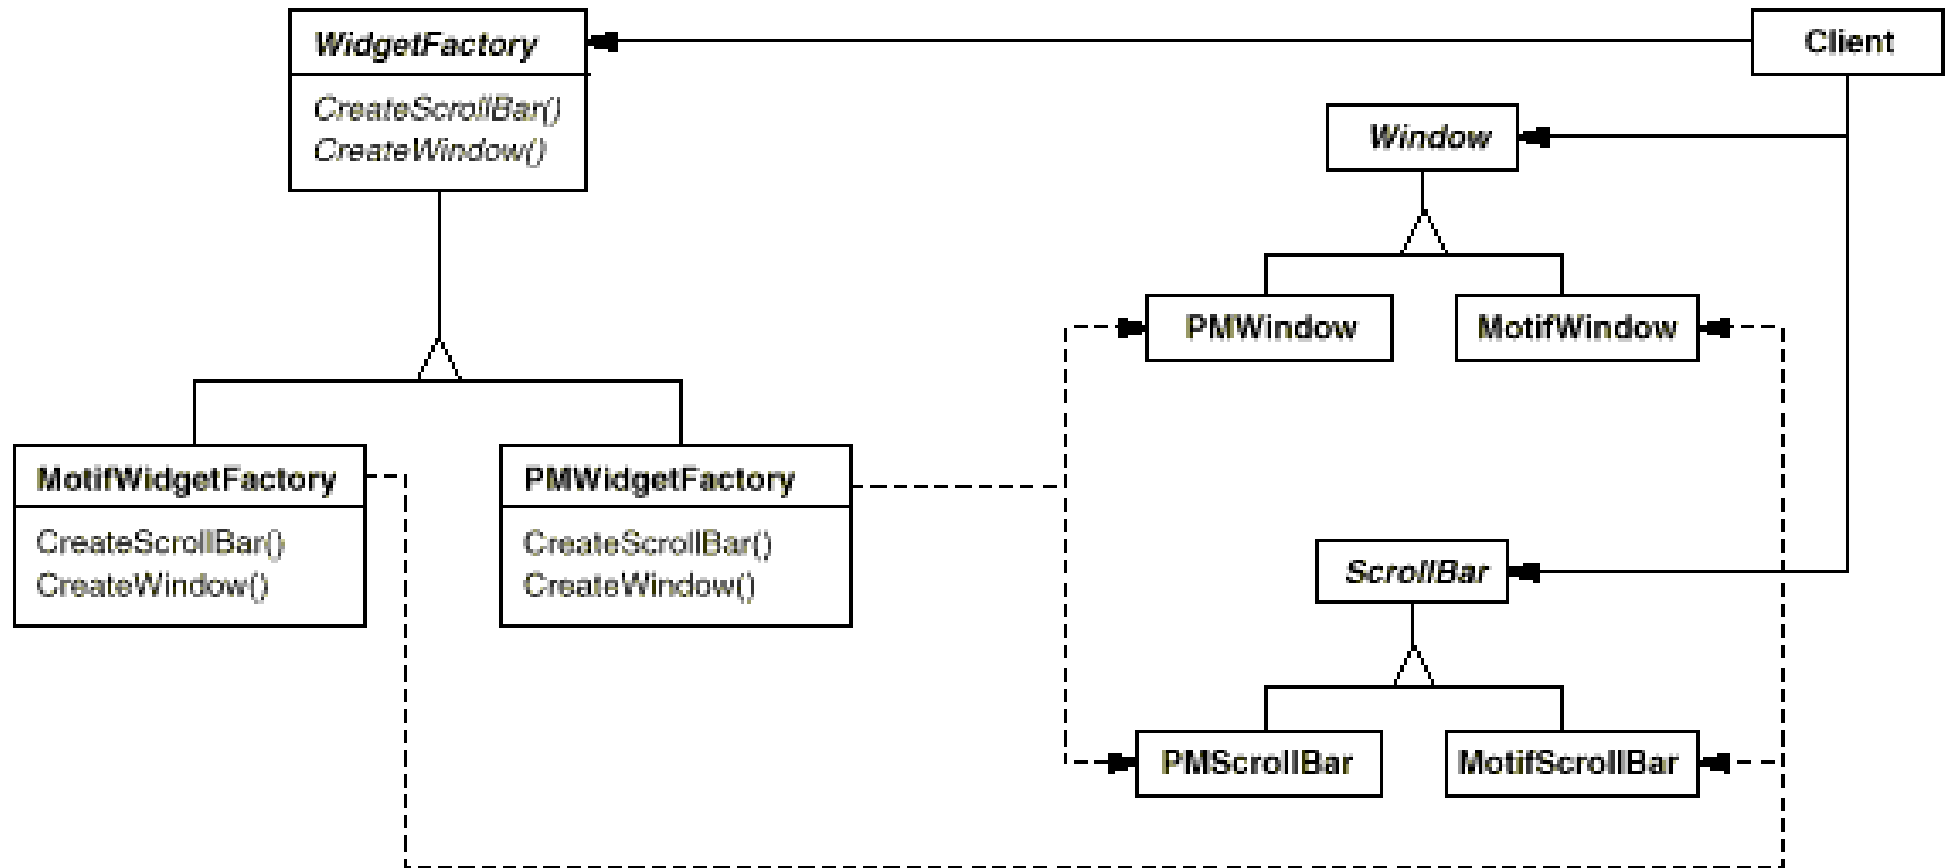 WidgetFactory
CreateScrollBar()
CreateWindow()
Client
Window
PMWindow
MotifWindow
MotifWidgetFactory
CreateScrollBar()
CreateWindow()
PMWidgetFactory
CreateScrollBar()
CreateWindow()
ScrollBar
PMScrollBar
MotifScrollBar